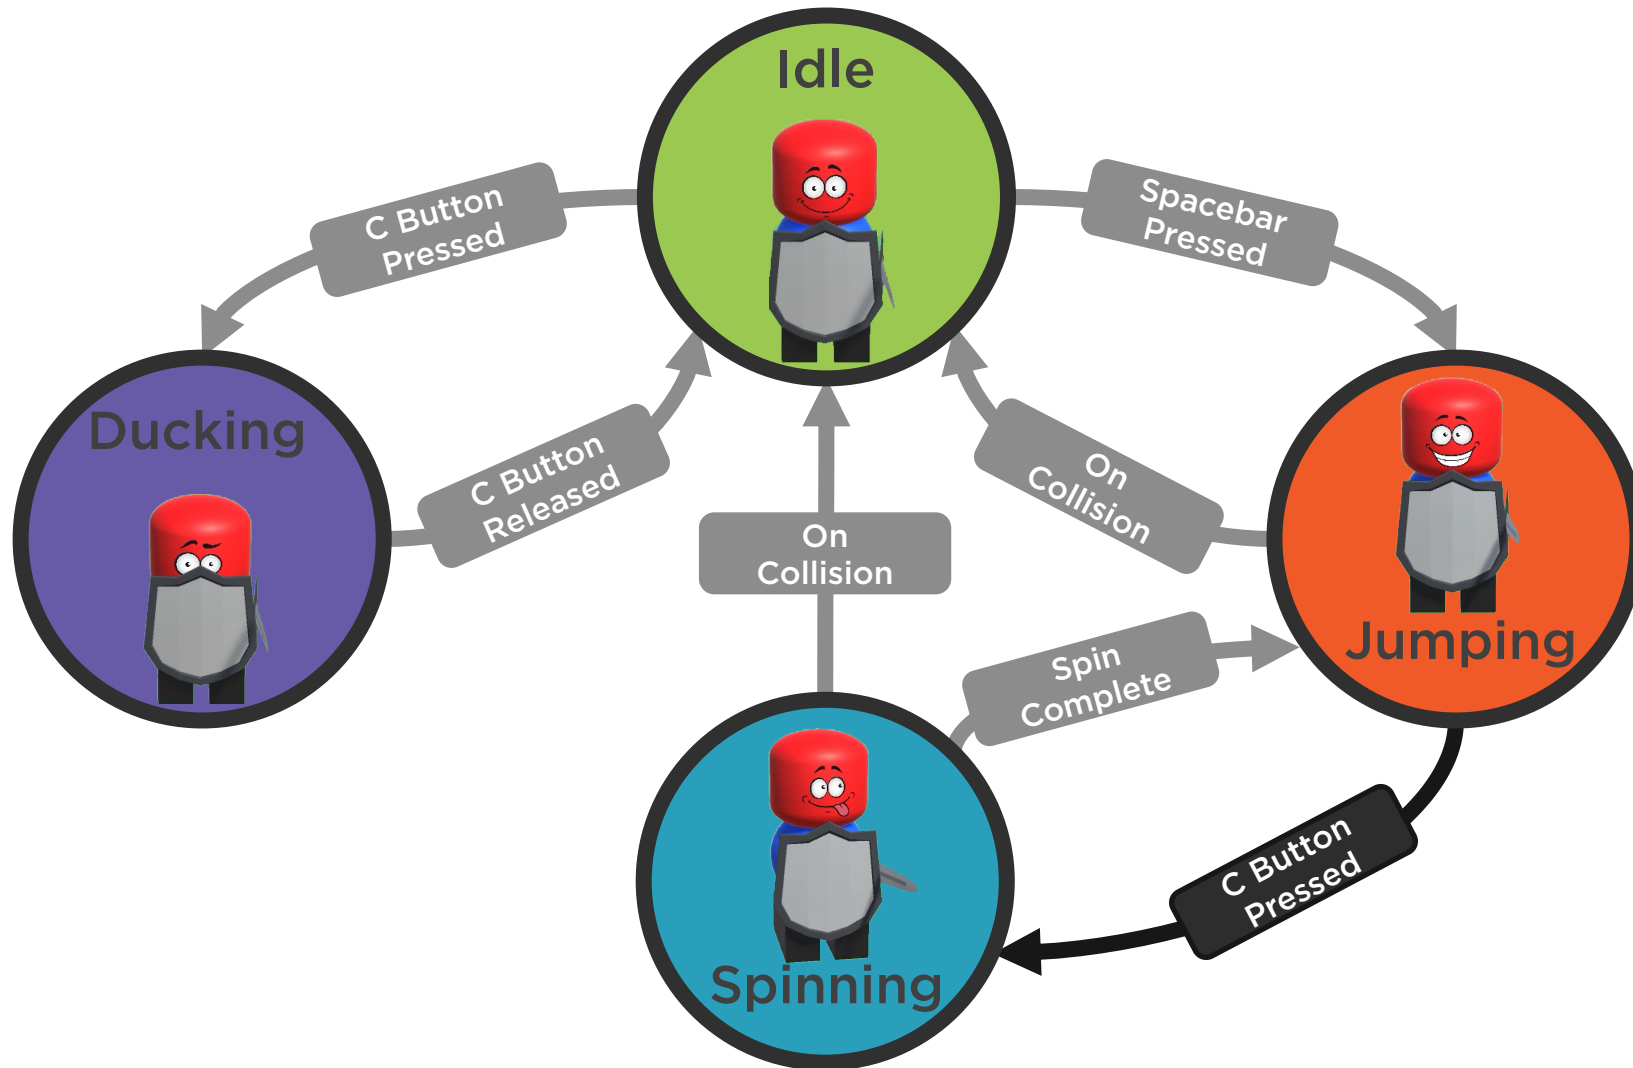 Idle
C Button
Pressed
Spacebar
Pressed
Ducking
C Button
Released
On
Collision
On
Collision
Jumping
Spin
Complete
C Button
Pressed
Spinning